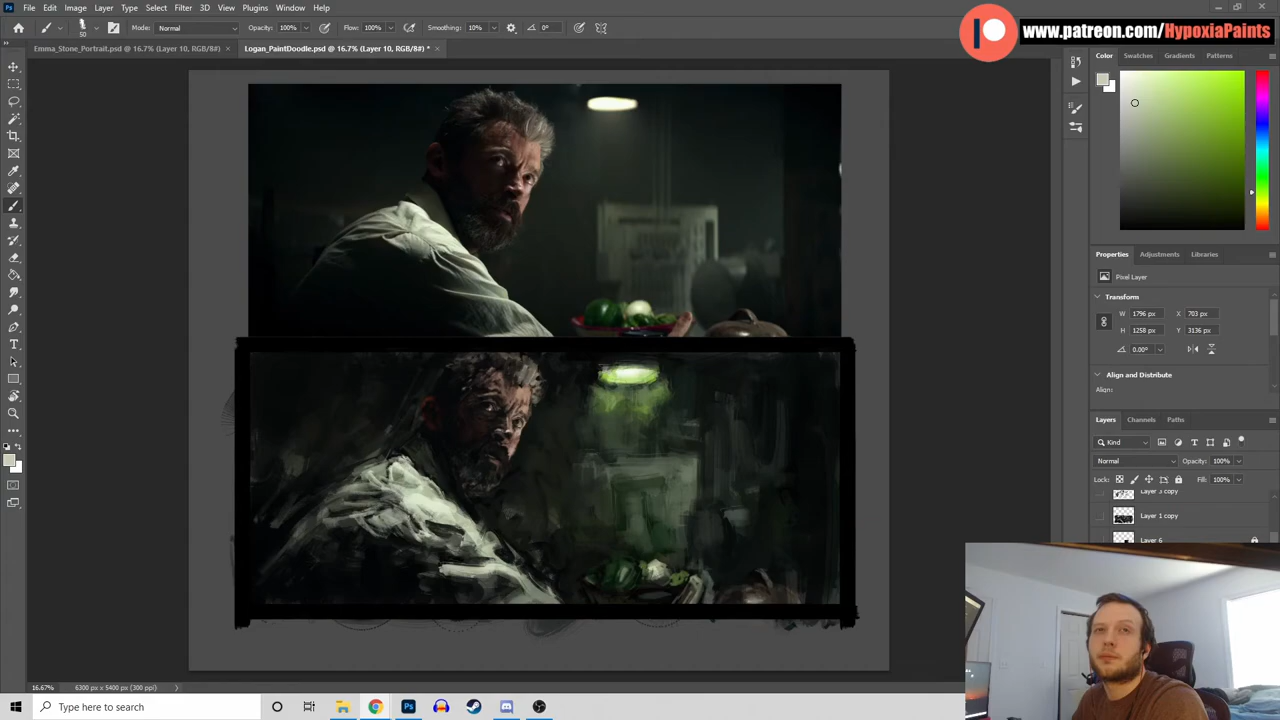 Ps File Edit Image Layer Type Select Filter 3D View Plugins Window Help
50 Mode: Normal Opacity: 100% Flow: 100% Smoothing: 10% 0°
www.patreon.com/HypoxiaPaints
Emma_Stone_Portrait.psd @ 16.7% (Layer 10, RGB/8#) × Logan_PaintDoodle.psd @ 16.7% (Layer 10, RGB/8#) * ×
Color Swatches Gradients Patterns
Properties Adjustments Libraries
Pixel Layer
Transform
W 1796 px X 703 px
H 1258 px Y 3136 px
0.00°
Align and Distribute
Align:
Layers Channels Paths
Kind
Normal Opacity: 100%
Lock: Fill: 100%
Layer 3 copy
Layer 1 copy
Layer 6
16.67% 6300 px x 5400 px (300 ppi)
Type here to search
Ps